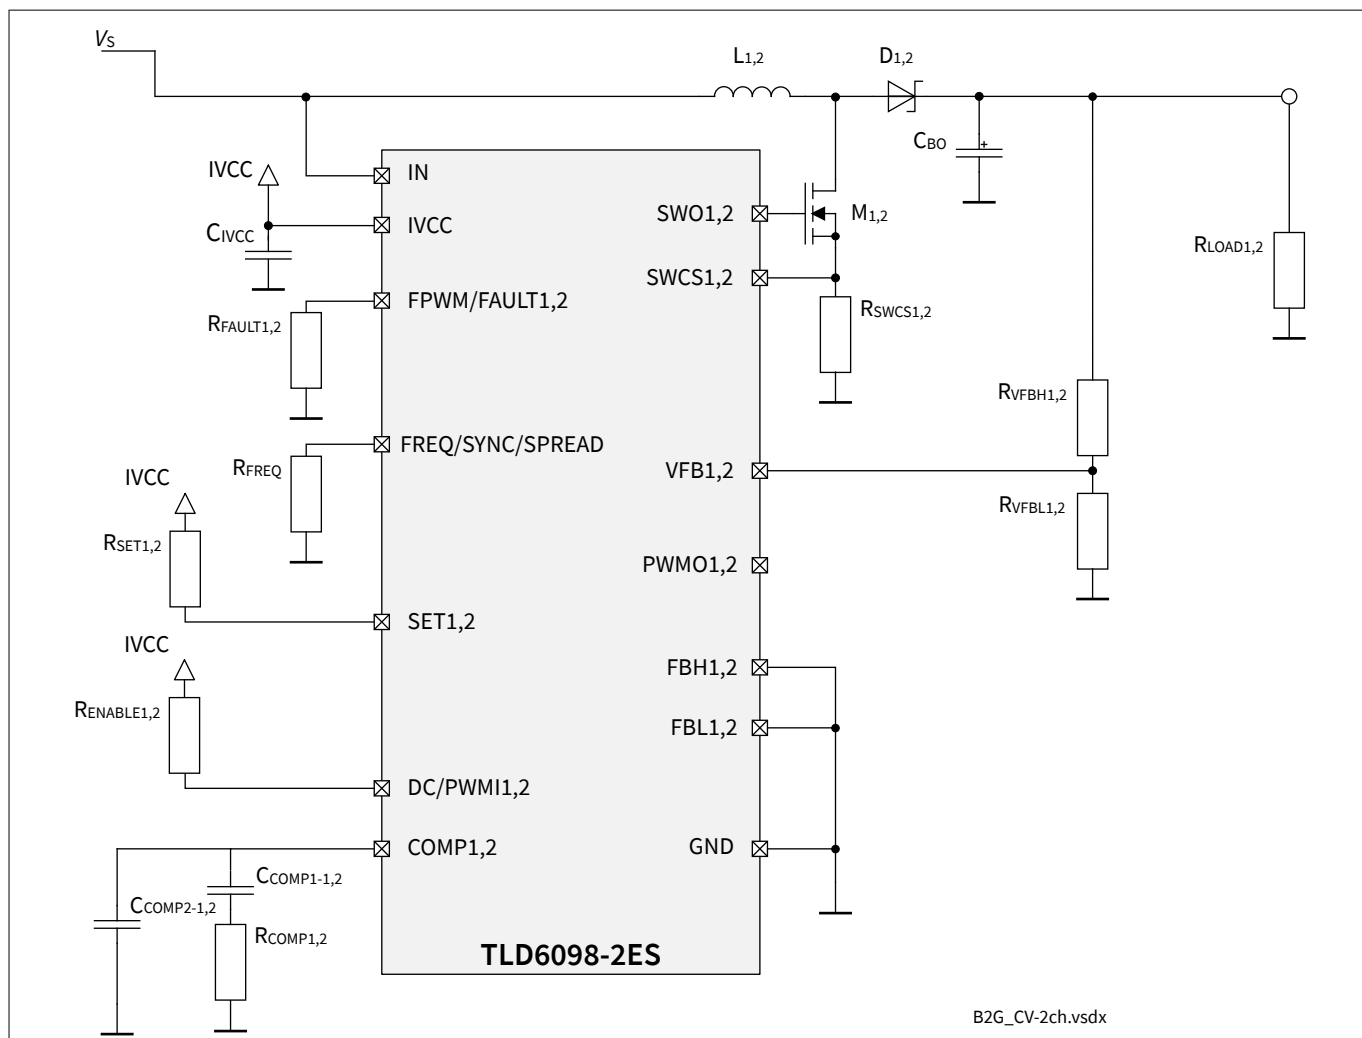 VS
L1,2
D1,2
CBO
IN
IVCC
IVCC
CIVCC
SWO1,2
M1,2
SWCS1,2
RSWCS1,2
RLOAD1,2
FPWM/FAULT1,2
RFAULT1,2
RVFBH1,2
FREQ/SYNC/SPREAD
RFREQ
VFB1,2
IVCC
RSET1,2
RVFBL1,2
PWMO1,2
SET1,2
IVCC
FBH1,2
RENABLE1,2
FBL1,2
DC/PWMI1,2
COMP1,2
GND
CCOMP1-1,2
CCOMP2-1,2
RCOMP1,2
TLD6098-2ES
B2G_CV-2ch.vsdx
+